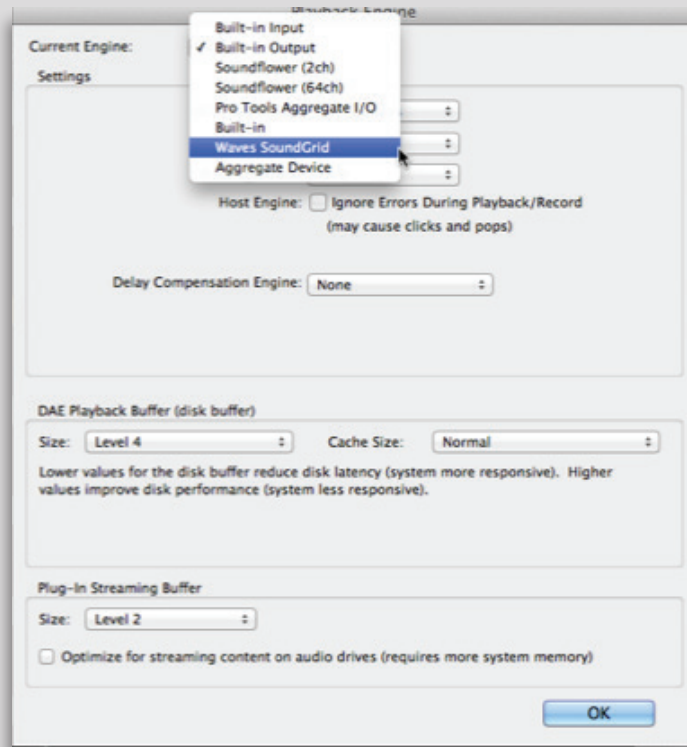 Playback Engine
Current Engine:
Built-in Input
✓ Built-in Output
Soundflower (2ch)
Soundflower (64ch)
Pro Tools Aggregate I/O
Built-in
Waves SoundGrid
Aggregate Device
Settings
Host Engine: Ignore Errors During Playback/Record
(may cause clicks and pops)
Delay Compensation Engine: None
DAE Playback Buffer (disk buffer)
Size: Level 4 Cache Size: Normal
Lower values for the disk buffer reduce disk latency (system more responsive). Higher
values improve disk performance (system less responsive).
Plug-In Streaming Buffer
Size: Level 2
Optimize for streaming content on audio drives (requires more system memory)
OK